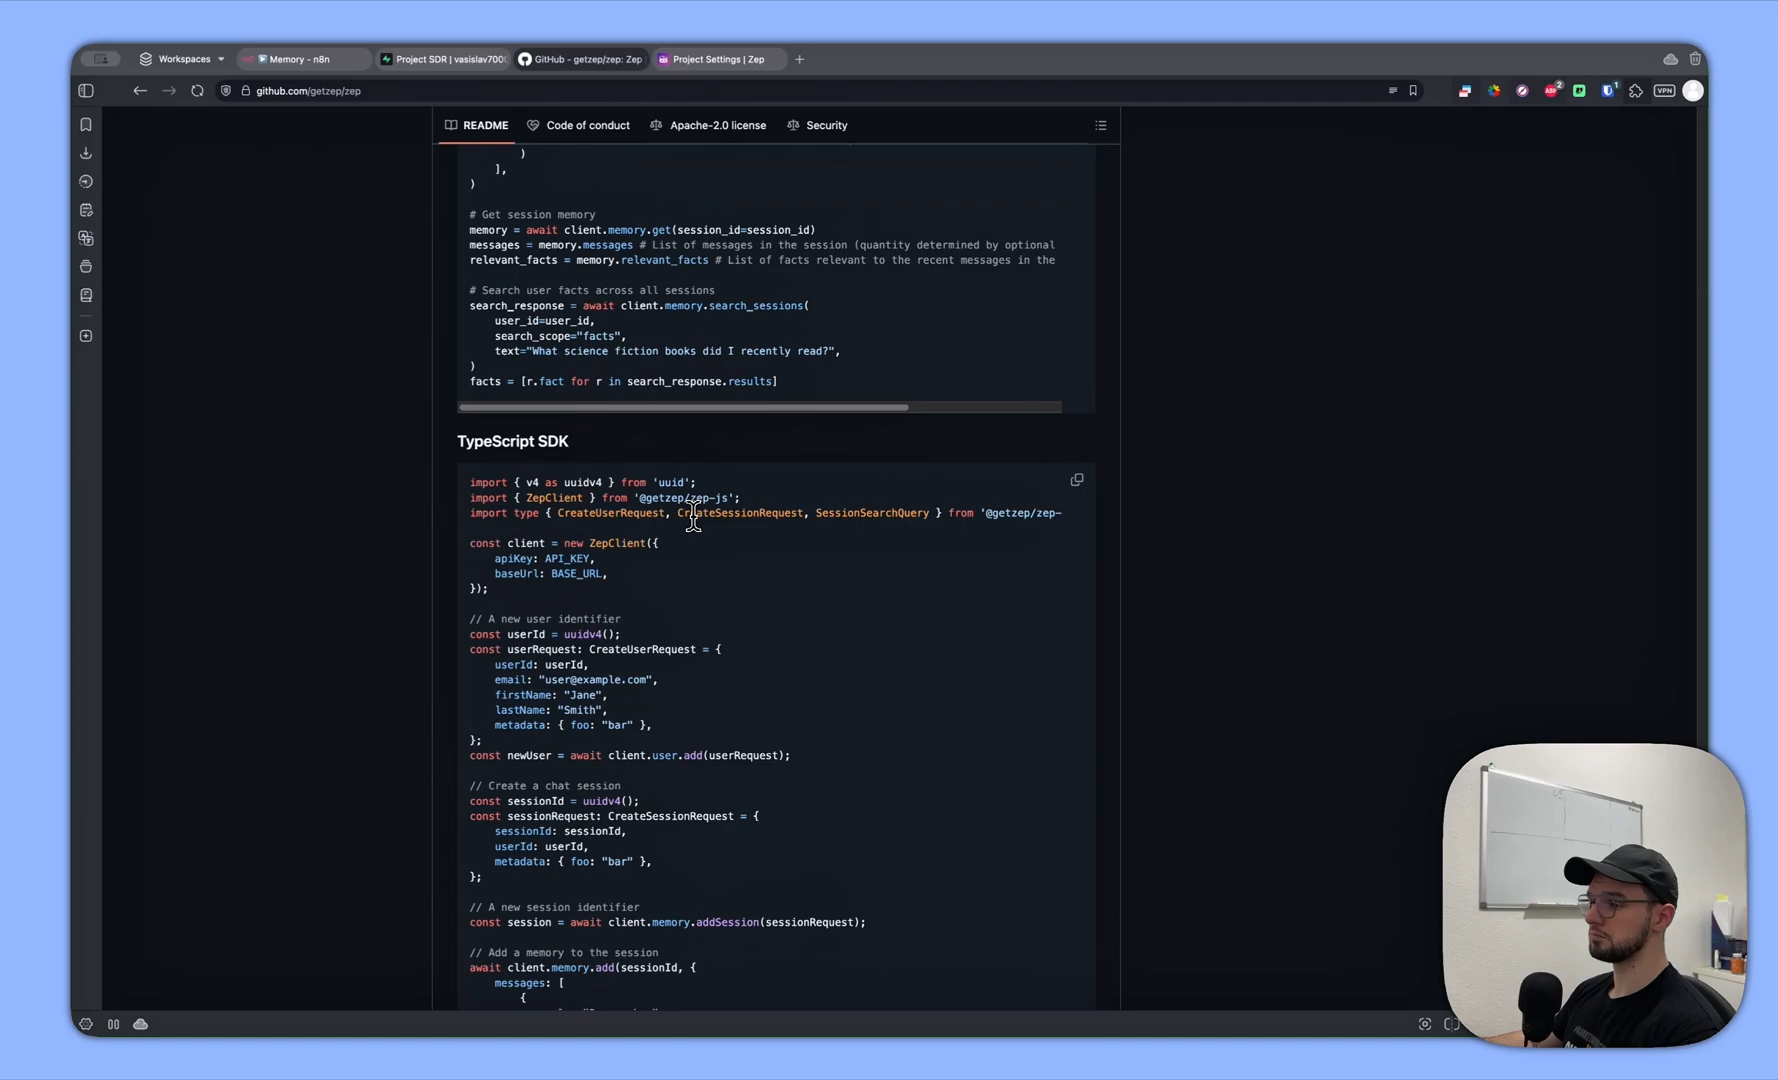 Workspaces
Memory - n8n
Project SDR | vasislav700
GitHub - getzep/zep: Zep
Project Settings | Zep
github.com/getzep/zep
ABP
2
1
VPN
README
Code of conduct
Apache-2.0 license
Security
)
],
)
# Get session memory
memory = await client.memory.get(session_id=session_id)
messages = memory.messages # List of messages in the session (quantity determined by optional
relevant_facts = memory.relevant_facts # List of facts relevant to the recent messages in the
# Search user facts across all sessions
search_response = await client.memory.search_sessions(
user_id=user_id,
search_scope="facts",
text="What science fiction books did I recently read?",
)
facts = [r.fact for r in search_response.results]
TypeScript SDK
import { v4 as uuidv4 } from 'uuid';
import { ZepClient } from '@getzep/zep-js';
import type { CreateUserRequest, CreateSessionRequest, SessionSearchQuery } from '@getzep/zep-
const client = new ZepClient({
apiKey: API_KEY,
baseUrl: BASE_URL,
});
// A new user identifier
const userId = uuidv4();
const userRequest: CreateUserRequest = {
userId: userId,
email: "user@example.com",
firstName: "Jane",
lastName: "Smith",
metadata: { foo: "bar" },
};
const newUser = await client.user.add(userRequest);
// Create a chat session
const sessionId = uuidv4();
const sessionRequest: CreateSessionRequest = {
sessionId: sessionId,
userId: userId,
metadata: { foo: "bar" },
};
// A new session identifier
const session = await client.memory.addSession(sessionRequest);
// Add a memory to the session
await client.memory.add(sessionId, {
messages: [
{